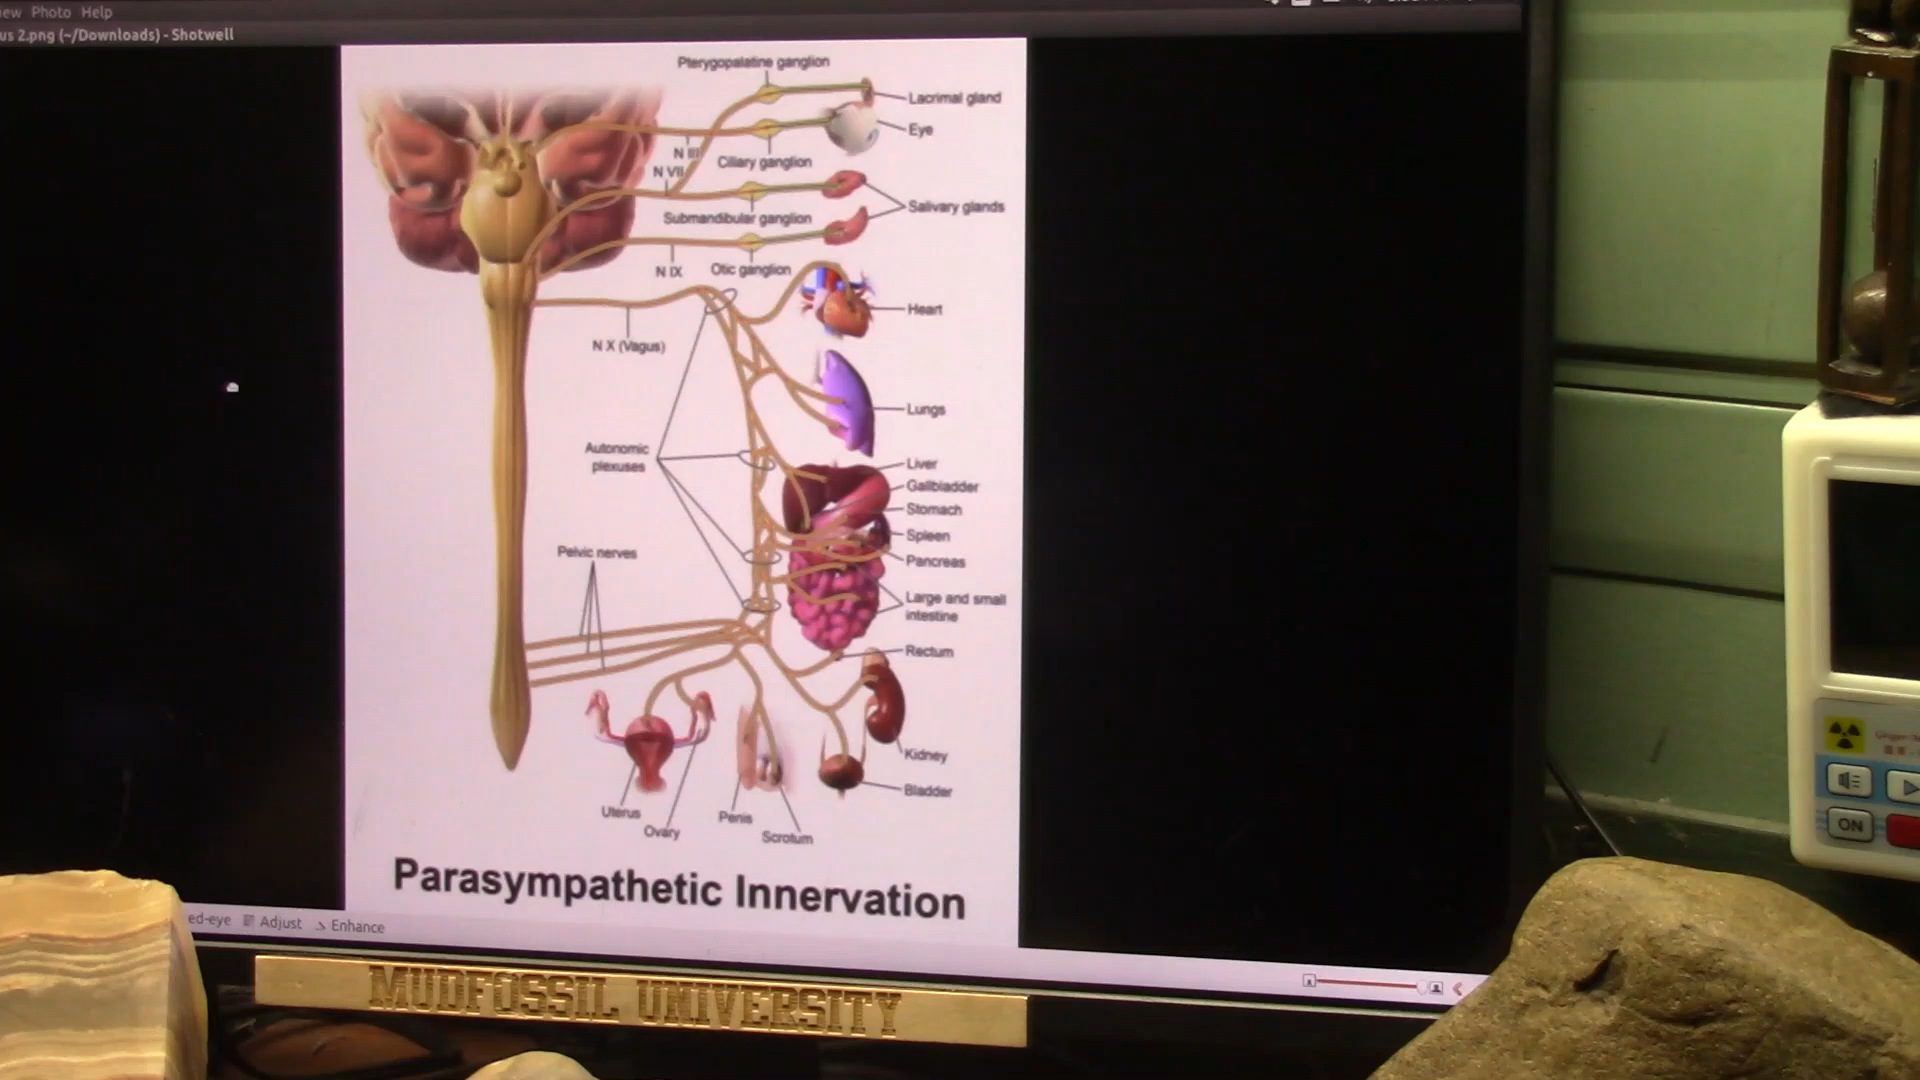 Photo Help
us 2.png (~/Downloads) - Shotwell
Pterygopalatine ganglion
Lacrimal gland
Eye
N III
Ciliary ganglion
N VII
Submandibular ganglion
Salivary glands
N IX
Otic ganglion
Heart
N X (Vagus)
Lungs
Autonomic
plexuses
Liver
Gallbladder
Stomach
Spleen
Pancreas
Pelvic nerves
Large and small
intestine
Rectum
Kidney
Bladder
Uterus
Ovary
Penis
Scrotum
Parasympathetic Innervation
ed-eye Adjust Enhance
MUDFOSSIL UNIVERSITY
ON